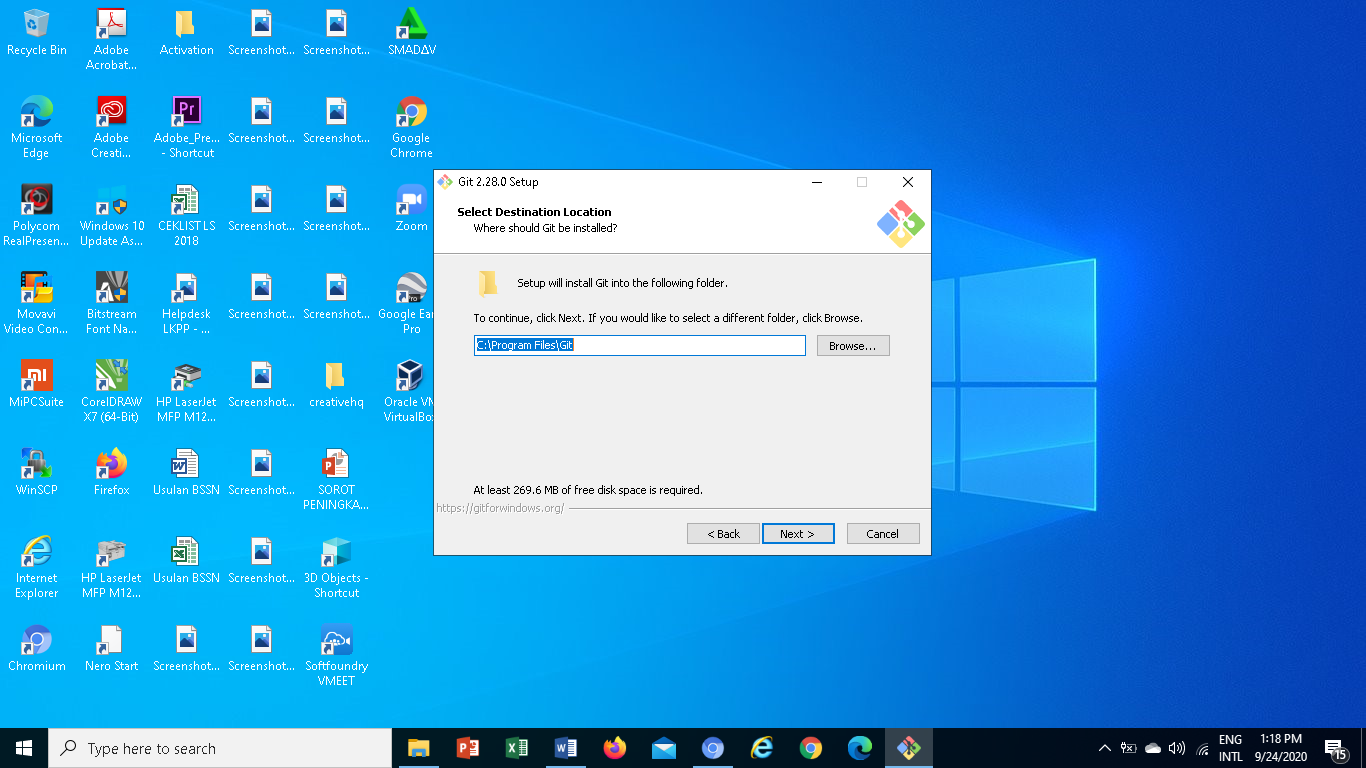 Recycle Bin
Adobe
Acrobat...
Activation
Screenshot...
Screenshot...
SMADAV
Microsoft
Edge
Adobe
Creati...
Adobe_Pre...
- Shortcut
Screenshot...
Screenshot...
Google
Chrome
Polycom
RealPresen...
Windows 10
Update As...
CEKLIST LS
2018
Screenshot...
Screenshot...
Zoom
Movavi
Video Con...
Bitstream
Font Na...
Helpdesk
LKPP - ...
Screenshot...
Screenshot...
Google Ear
Pro
MiPCSuite
CorelDRAW
X7 (64-Bit)
HP LaserJet
MFP M12...
Screenshot...
creativehq
Oracle VM
VirtualBox
WinSCP
Firefox
Usulan BSSN
Screenshot...
SOROT
PENINGKA...
Internet
Explorer
HP LaserJet
MFP M12...
Usulan BSSN
Screenshot...
3D Objects -
Shortcut
Chromium
Nero Start
Screenshot...
Screenshot...
Softfoundry
VMEET
Git 2.28.0 Setup
Select Destination Location
Where should Git be installed?
Setup will install Git into the following folder.
To continue, click Next. If you would like to select a different folder, click Browse.
C:\Program Files\Git
Browse...
At least 269.6 MB of free disk space is required.
https://gitforwindows.org/
< Back
Next >
Cancel
Type here to search
ENG
INTL
1:18 PM
9/24/2020
15